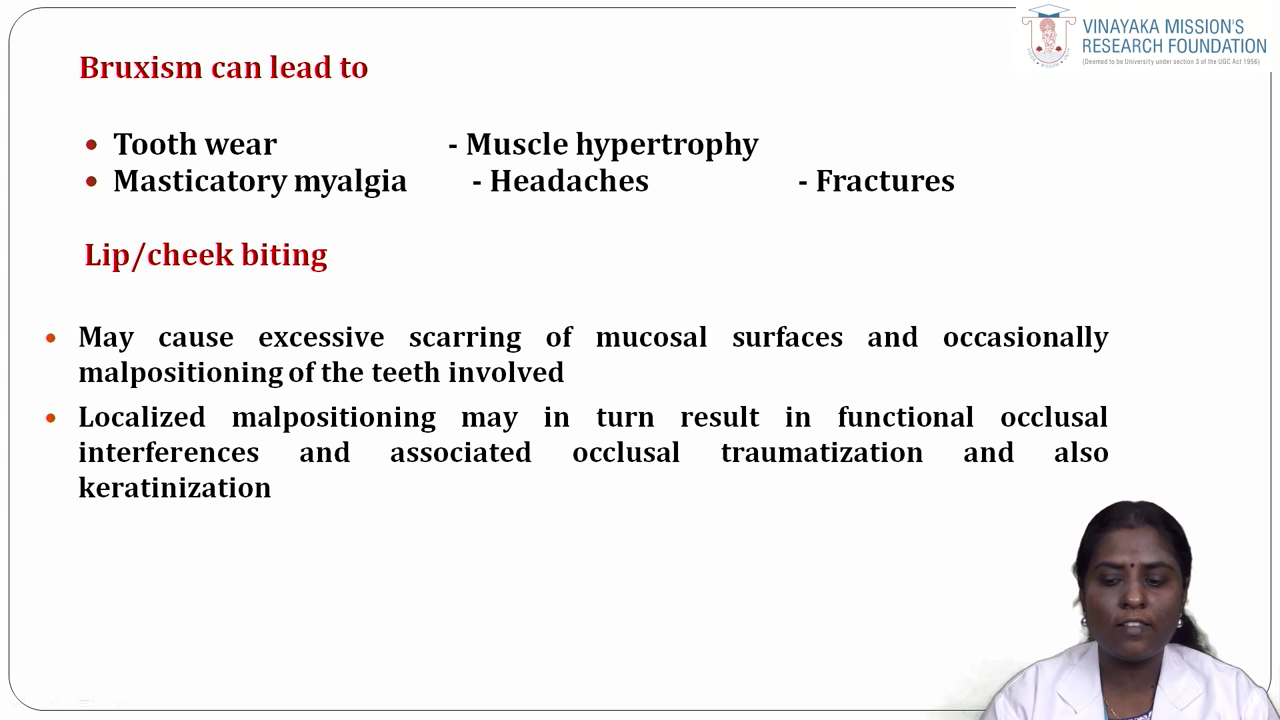 VINAYAKA MISSION'S
RESEARCH FOUNDATION
(Deemed to be University under section 3 of the UGC Act 1956)
Bruxism can lead to
• Tooth wear - Muscle hypertrophy
• Masticatory myalgia - Headaches - Fractures
Lip/cheek biting
• May cause excessive scarring of mucosal surfaces and occasionally
malpositioning of the teeth involved
• Localized malpositioning may in turn result in functional occlusal
interferences and associated occlusal traumatization and also
keratinization